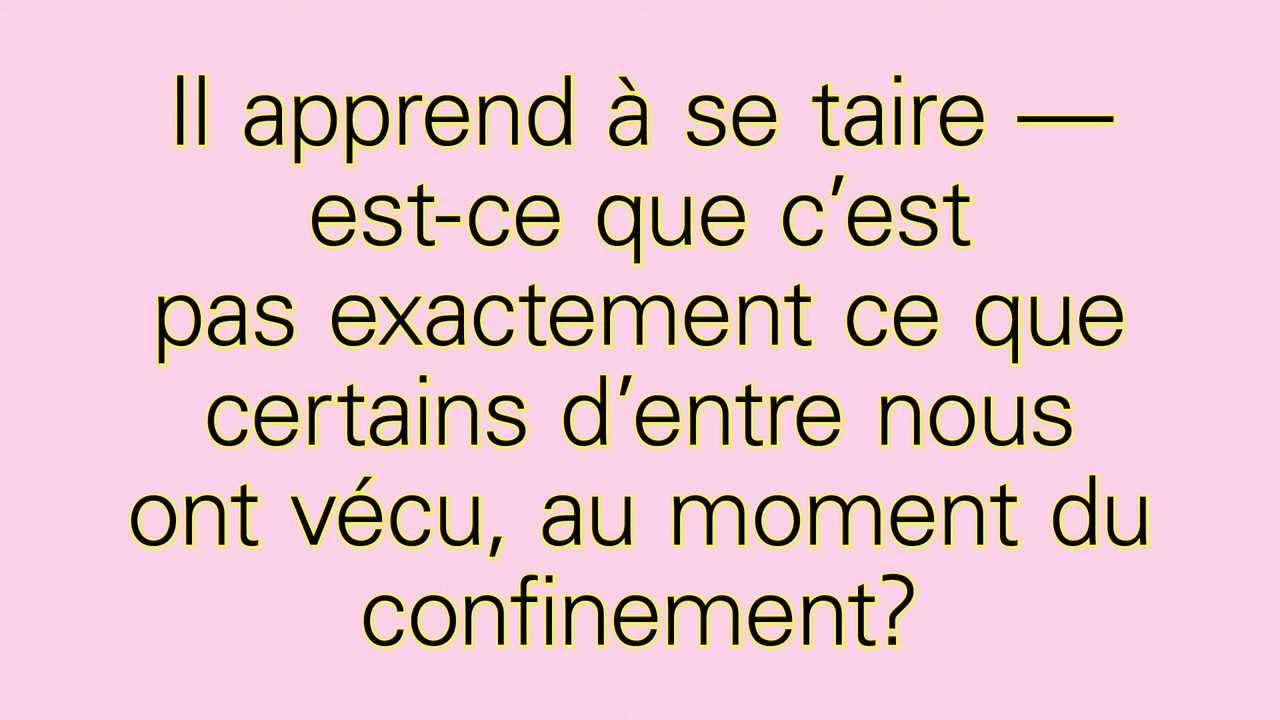 Il apprend à se taire —
est-ce que c’est
pas exactement ce que
certains d’entre nous
ont vécu, au moment du
confinement?